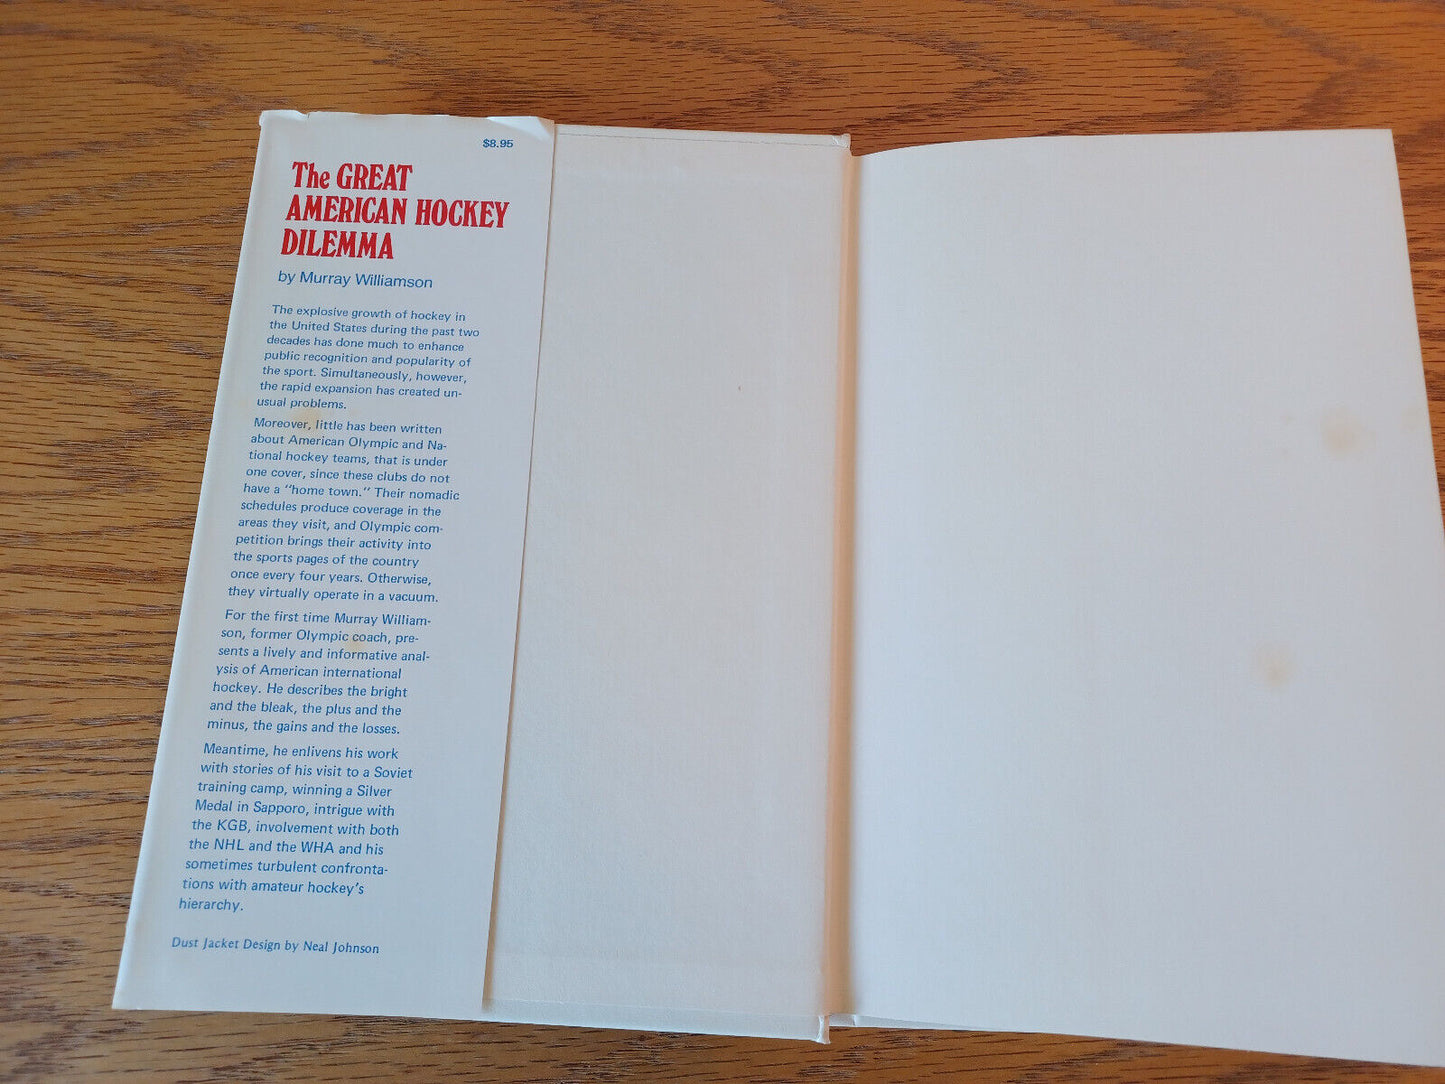 $8.95
The GREAT
AMERICAN HOCKEY
DILEMMA
by Murray Williamson
The explosive growth of hockey in
the United States during the past two
decades has done much to enhance
public recognition and popularity of
the sport. Simultaneously, however,
the rapid expansion has created un-
usual problems.
Moreover, little has been written
about American Olympic and Na-
tional hockey teams, that is under
one cover, since these clubs do not
have a "home town." Their nomadic
schedules produce coverage in the
areas they visit, and Olympic com-
petition brings their activity into
the sports pages of the country
once every four years. Otherwise,
they virtually operate in a vacuum.
For the first time Murray William-
son, former Olympic coach, pre-
sents a lively and informative anal-
ysis of American international
hockey. He describes the bright
and the bleak, the plus and the
minus, the gains and the losses.
Meantime, he enlivens his work
with stories of his visit to a Soviet
training camp, winning a Silver
Medal in Sapporo, intrigue with
the KGB, involvement with both
the NHL and the WHA and his
sometimes turbulent confronta-
tions with amateur hockey's
hierarchy.
Dust Jacket Design by Neal Johnson